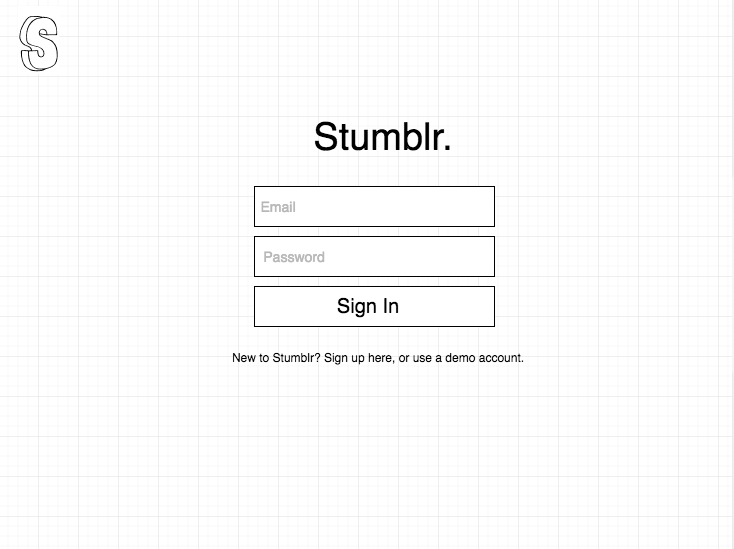 S
Stumblr.
Email
Password
Sign In
New to Stumblr? Sign up here, or use a demo account.